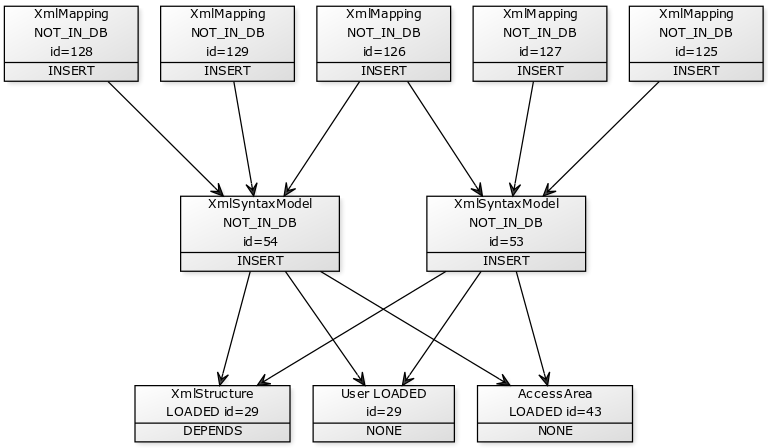 XmlMapping
NOT_IN_DB
id=128
INSERT
XmlMapping
NOT_IN_DB
id=129
INSERT
XmlMapping
NOT_IN_DB
id=126
INSERT
XmlMapping
NOT_IN_DB
id=127
INSERT
XmlMapping
NOT_IN_DB
id=125
INSERT
XmlSyntaxModel
NOT_IN_DB
id=54
INSERT
XmlSyntaxModel
NOT_IN_DB
id=53
INSERT
XmlStructure
LOADED id=29
DEPENDS
User LOADED
id=29
NONE
AccessArea
LOADED id=43
NONE